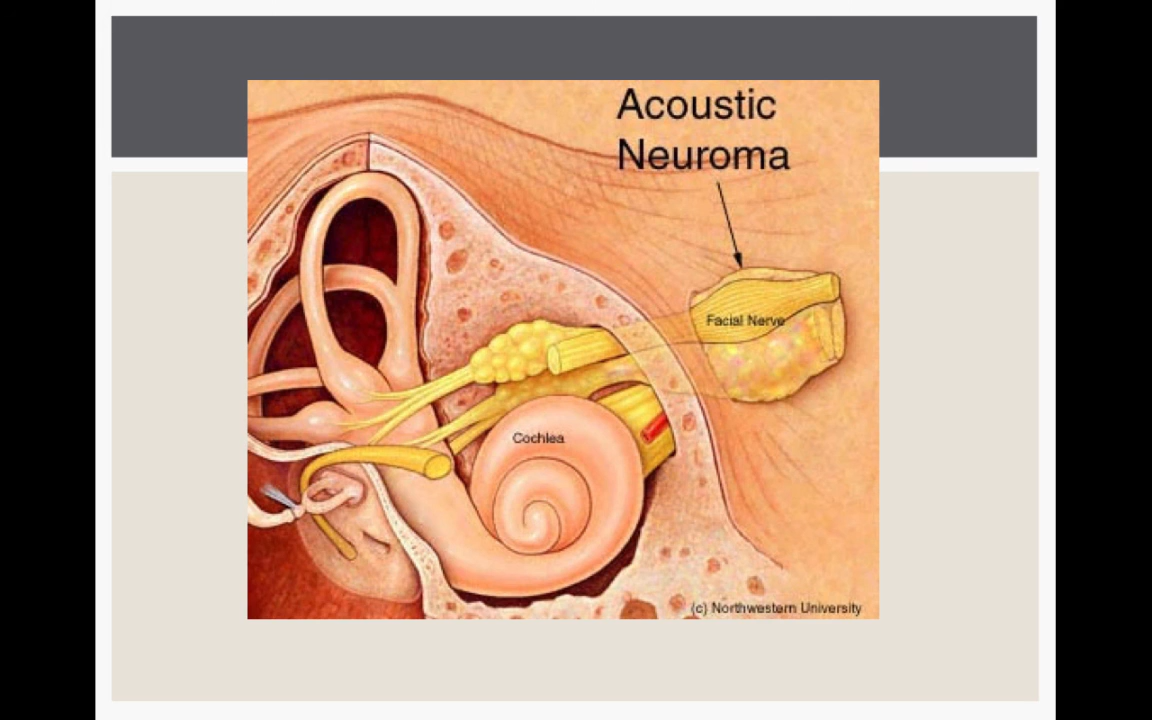 Acoustic
Neuroma
Facial Nerve
Cochlea
(c) Northwestern University